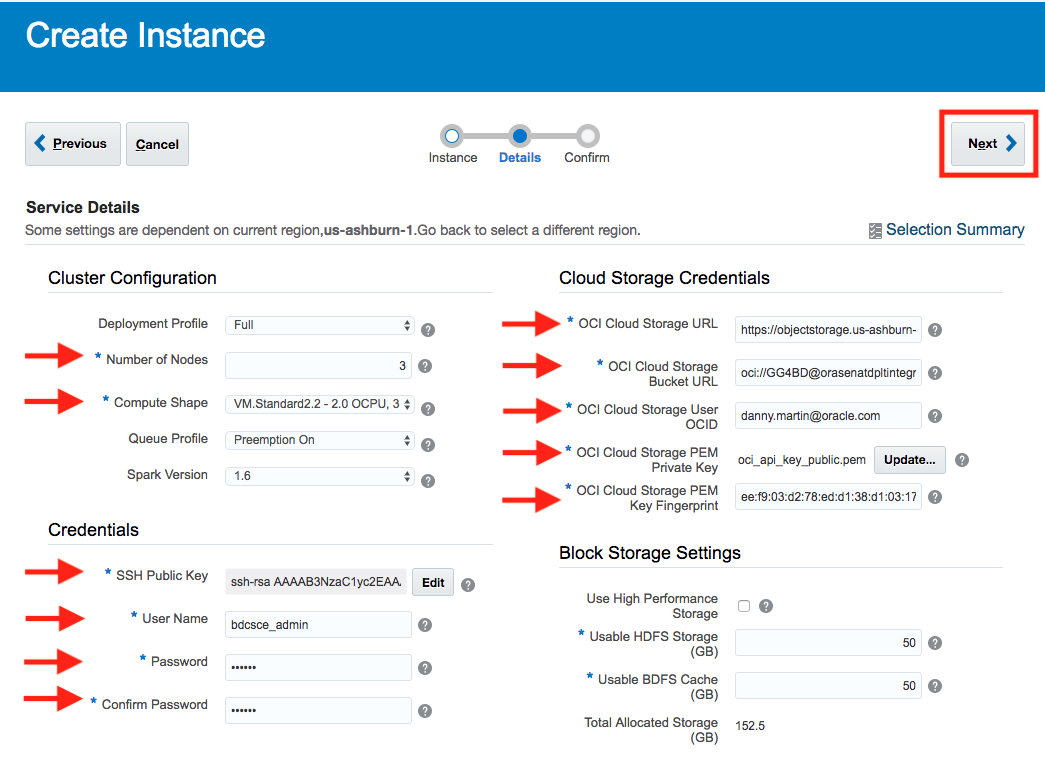 Create Instance
Previous
Cancel
Instance
Details
Confirm
Next
Service Details
Some settings are dependent on current region,us-ashburn-1.Go back to select a different region.
Selection Summary
Cluster Configuration
Deployment Profile
Full
?
* Number of Nodes
3
?
* Compute Shape
VM.Standard2.2 - 2.0 OCPU, 3
?
Queue Profile
Preemption On
?
Spark Version
1.6
?
Credentials
* SSH Public Key
ssh-rsa AAAAB3NzaC1yc2EAA
Edit
?
* User Name
bdcsce_admin
?
* Password
••••••
?
* Confirm Password
••••••
?
Cloud Storage Credentials
* OCI Cloud Storage URL
https://objectstorage.us-ashburn-
?
* OCI Cloud Storage
Bucket URL
oci://GG4BD@orasenatdpltintegr
?
* OCI Cloud Storage User
OCID
danny.martin@oracle.com
?
* OCI Cloud Storage PEM
Private Key
oci_api_key_public.pem
Update...
?
* OCI Cloud Storage PEM
Key Fingerprint
ee:f9:03:d2:78:ed:d1:38:d1:03:17
?
Block Storage Settings
Use High Performance
Storage
?
* Usable HDFS Storage
(GB)
50
?
* Usable BDFS Cache
(GB)
50
?
Total Allocated Storage
(GB)
152.5